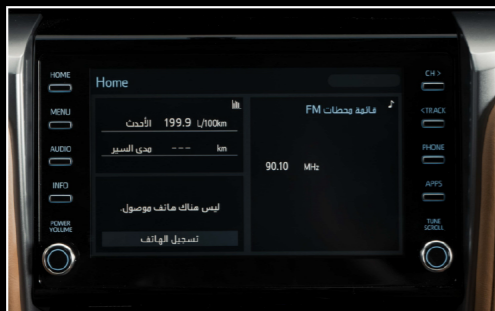 HOME
MENU
AUDIO
INFO
POWER
VOLUME
Home
الأحدث 199.9 L/100km
مدى السير --- km
ليس هناك هاتف موصول.
تسجيل الهاتف
قائمة محطات FM
90.10 MHz
CH >
<TRACK
PHONE
APPS
TUNE
SCROLL